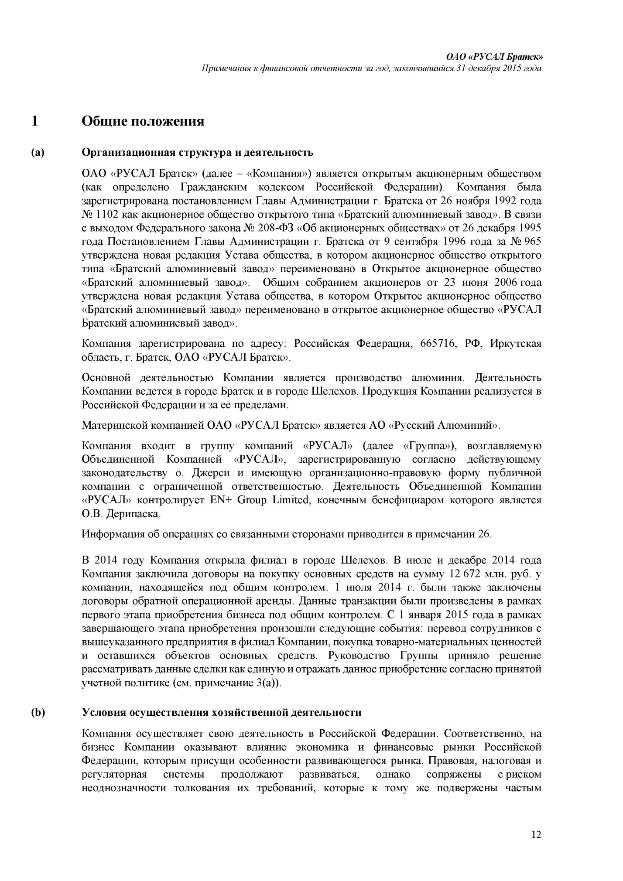 ОАО «РУСАЛ Братск»
Примечания к финансовой отчетности за год, закончившийся 31 декабря 2015 года
1 Общие положения
(a) Организационная структура и деятельность
ОАО «РУСАЛ Братск» (далее – «Компания») является открытым акционерным обществом
(как определено Гражданским кодексом Российской Федерации). Компания была
зарегистрирована постановлением Главы Администрации г. Братска от 26 ноября 1992 года
№ 1102 как акционерное общество открытого типа «Братский алюминиевый завод». В связи
с выходом Федерального закона № 208-ФЗ «Об акционерных обществах» от 26 декабря 1995
года Постановлением Главы Администрации г. Братска от 9 сентября 1996 года за № 965
утверждена новая редакция Устава общества, в котором акционерное общество открытого
типа «Братский алюминиевый завод» переименовано в Открытое акционерное общество
«Братский алюминиевый завод». Общим собранием акционеров от 23 июня 2006 года
утверждена новая редакция Устава общества, в котором Открытое акционерное общество
«Братский алюминиевый завод» переименовано в открытое акционерное общество «РУСАЛ
Братский алюминиевый завод».
Компания зарегистрирована по адресу: Российская Федерация, 665716, РФ, Иркутская
область, г. Братск, ОАО «РУСАЛ Братск».
Основной деятельностью Компании является производство алюминия. Деятельность
Компании ведется в городе Братск и в городе Шелехов. Продукция Компании реализуется в
Российской Федерации и за ее пределами.
Материнской компанией ОАО «РУСАЛ Братск» является АО «Русский Алюминий».
Компания входит в группу компаний «РУСАЛ» (далее «Группа»), возглавляемую
Объединенной Компанией «РУСАЛ», зарегистрированную согласно действующему
законодательству о. Джерси и имеющую организационно-правовую форму публичной
компании с ограниченной ответственностью. Деятельность Объединенной Компании
«РУСАЛ» контролирует EN+ Group Limited, конечным бенефициаром которого является
О.В. Дерипаска.
Информация об операциях со связанными сторонами приводится в примечании 26.
В 2014 году Компания открыла филиал в городе Шелехов. В июле и декабре 2014 года
Компания заключила договоры на покупку основных средств на сумму 12 672 млн. руб. у
компании, находящейся под общим контролем. 1 июля 2014 г. были также заключены
договоры обратной операционной аренды. Данные транзакции были произведены в рамках
первого этапа приобретения бизнеса под общим контролем. С 1 января 2015 года в рамках
завершающего этапа приобретения произошли следующие события: перевод сотрудников с
вышеуказанного предприятия в филиал Компании, покупка товарно-материальных ценностей
и оставшихся объектов основных средств. Руководство Группы приняло решение
рассматривать данные сделки как единую и отражать данное приобретение согласно принятой
учетной политике (см. примечание 3(a)).
(b) Условия осуществления хозяйственной деятельности
Компания осуществляет свою деятельность в Российской Федерации. Соответственно, на
бизнес Компании оказывают влияние экономика и финансовые рынки Российской
Федерации, которым присущи особенности развивающегося рынка. Правовая, налоговая и
регуляторная системы продолжают развиваться, однако сопряжены с риском
неоднозначности толкования их требований, которые к тому же подвержены частым
12